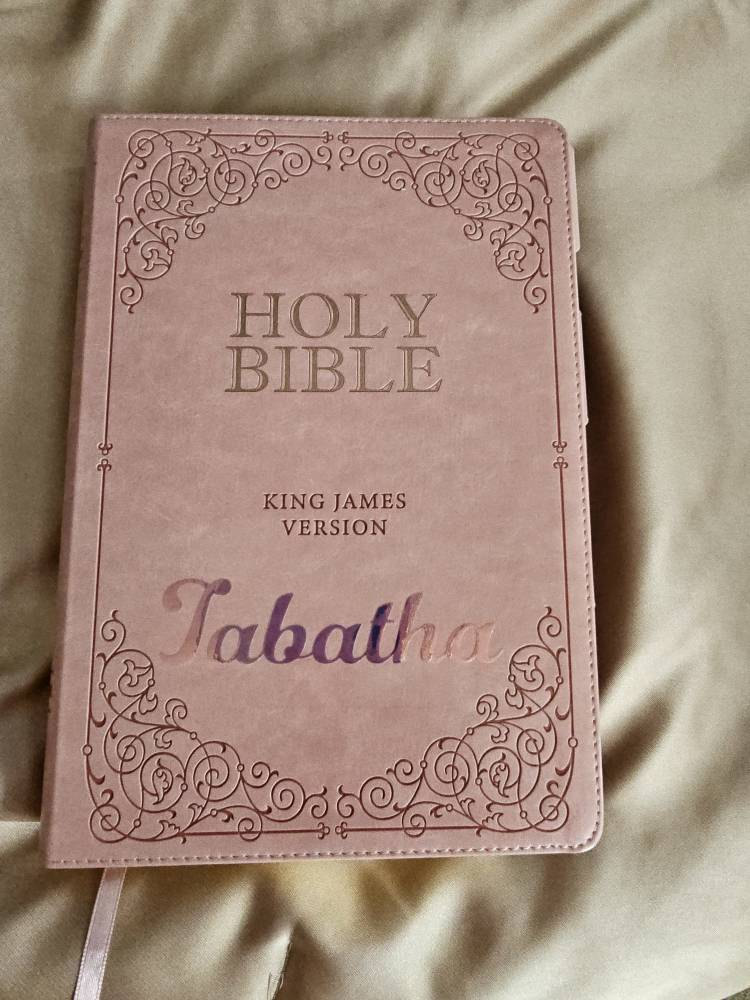 HOLY
BIBLE
KING JAMES
VERSION
Tabatha